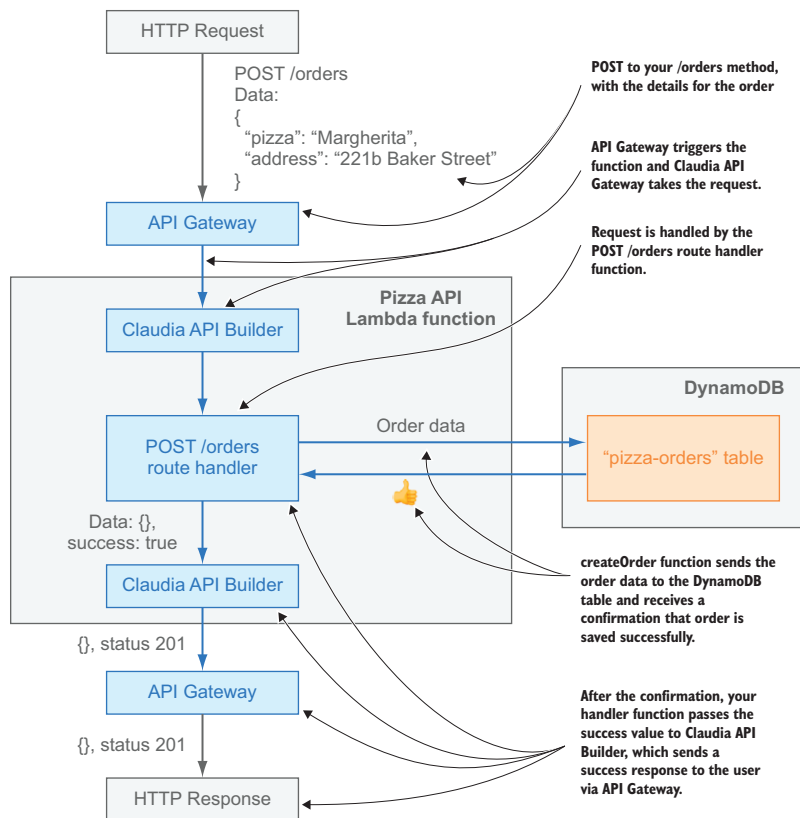 HTTP Request
POST /orders
Data:
{
“pizza”: “Margherita”,
“address”: “221b Baker Street”
}
POST to your /orders method,
with the details for the order
API Gateway triggers the
function and Claudia API
Gateway takes the request.
API Gateway
Request is handled by the
POST /orders route handler
function.
Pizza API
Lambda function
Claudia API Builder
DynamoDB
POST /orders
route handler
Order data
“pizza-orders” table
Data: {},
success: true
Claudia API Builder
createOrder function sends the
order data to the DynamoDB
table and receives a
confirmation that order is
saved successfully.
{}, status 201
API Gateway
{}, status 201
HTTP Response
After the confirmation, your
handler function passes the
success value to Claudia API
Builder, which sends a
success response to the user
via API Gateway.